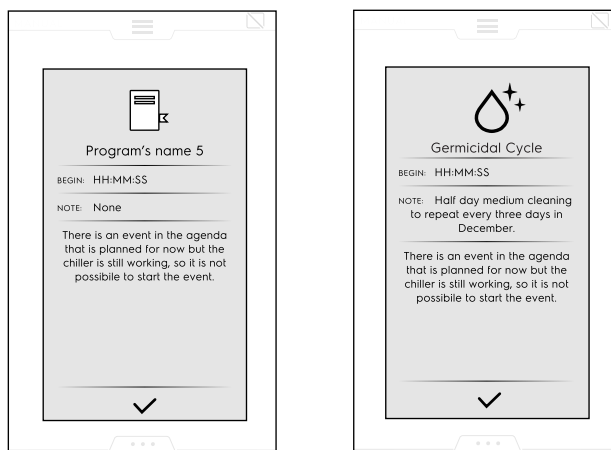 Program's name 5
BEGIN: HH:MM:SS
NOTE: None
There is an event in the agenda
that is planned for now but the
chiller is still working, so it is not
possibile to start the event.
Germicidal Cycle
BEGIN: HH:MM:SS
NOTE: Half day medium cleaning
to repeat every three days in
December.
There is an event in the agenda
that is planned for now but the
chiller is still working, so it is not
possibile to start the event.